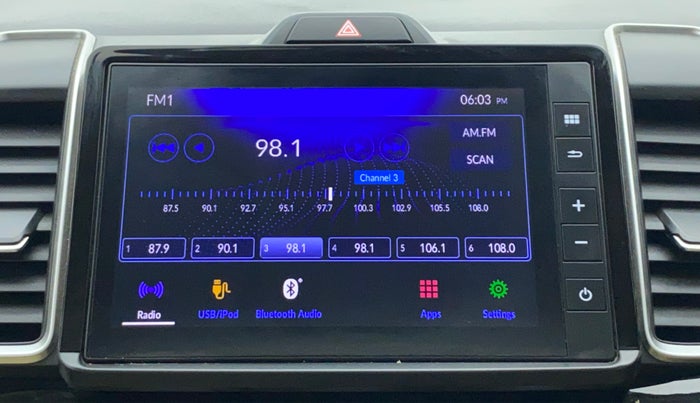 FM1
06:03 PM
98.1
AM.FM
SCAN
Channel 3
87.5 90.1 92.7 95.1 97.7 100.3 102.9 105.5 108.0
1 87.9 2 90.1 3 98.1 4 98.1 5 106.1 6 108.0
Radio USB/iPod Bluetooth Audio Apps Settings